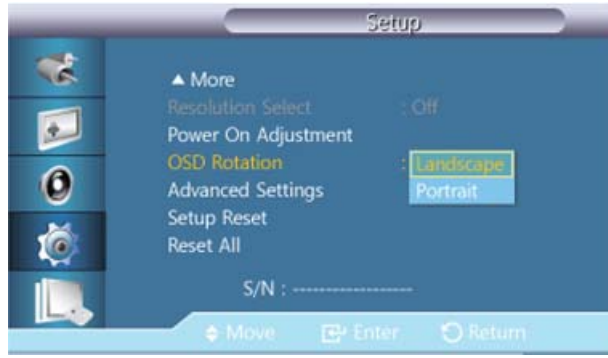 Setup
▲ More
Resolution Select : Off
Power On Adjustment
OSD Rotation : Landscape
Advanced Settings Portrait
Setup Reset
Reset All
S/N : ------------------
Move Enter Return